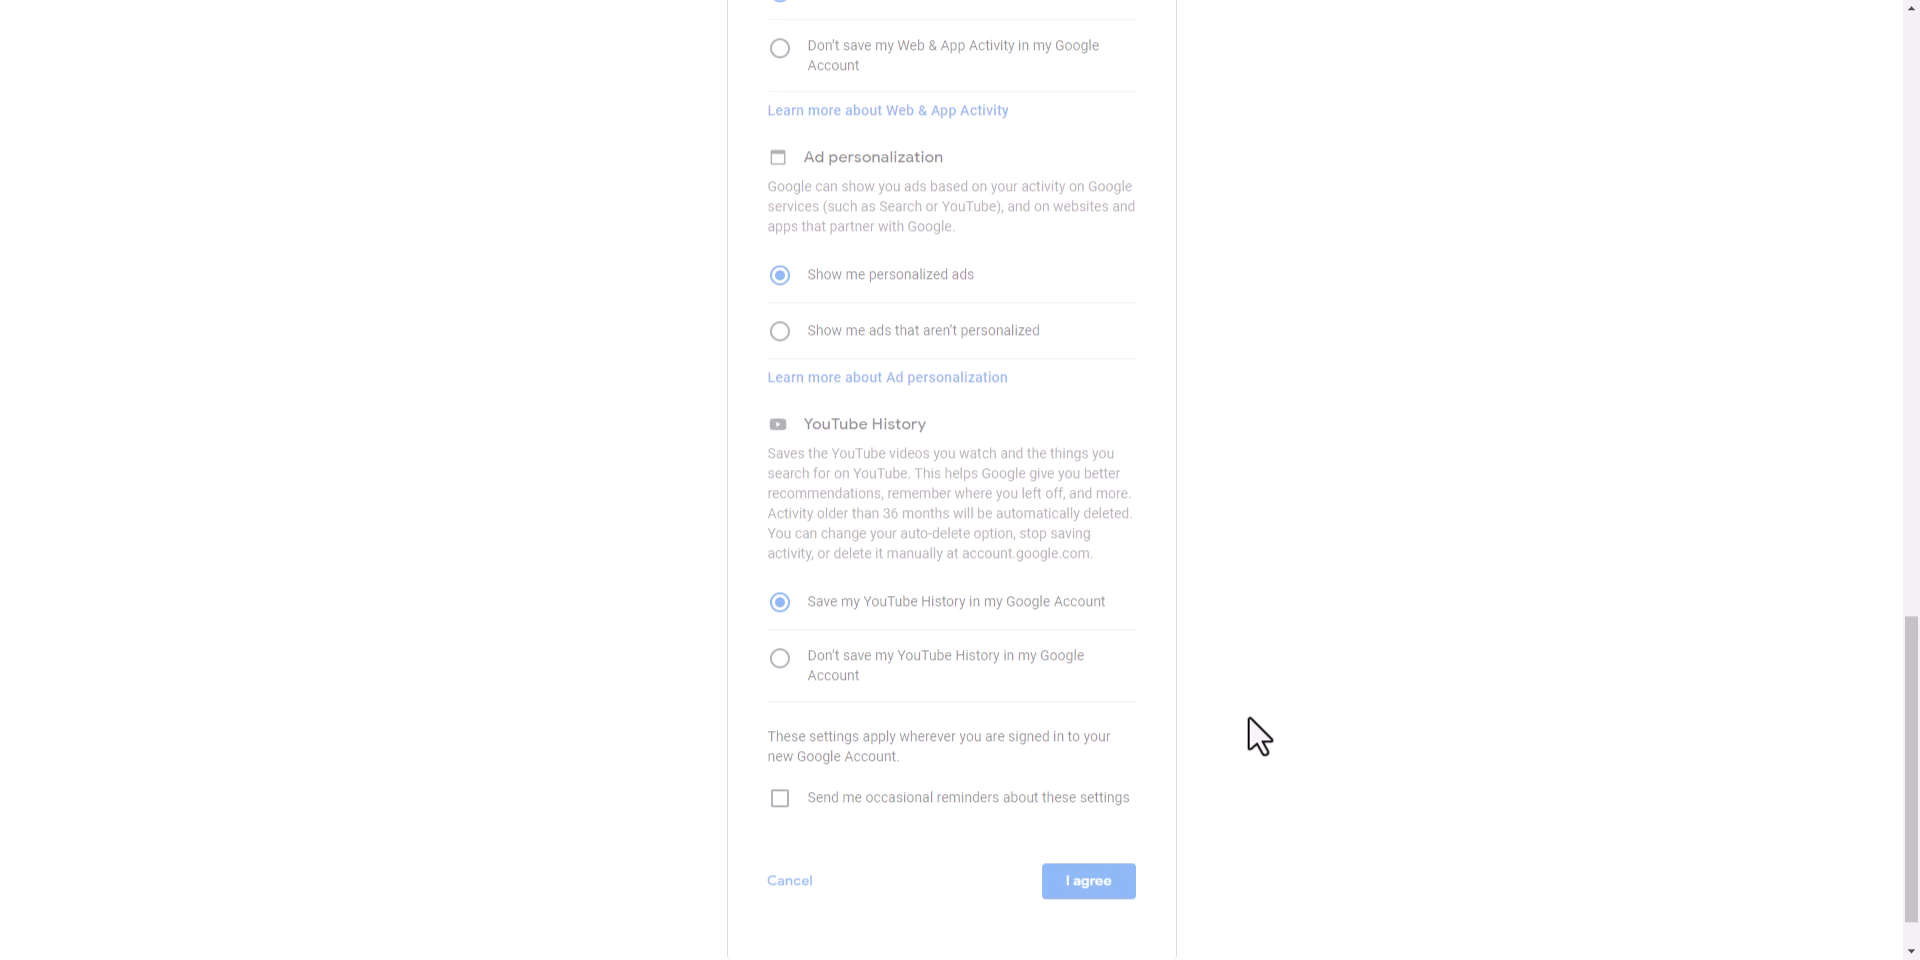 Don't save my Web & App Activity in my Google
Account
Learn more about Web & App Activity
Ad personalization
Google can show you ads based on your activity on Google
services (such as Search or YouTube), and on websites and
apps that partner with Google.
Show me personalized ads
Show me ads that aren't personalized
Learn more about Ad personalization
YouTube History
Saves the YouTube videos you watch and the things you
search for on YouTube. This helps Google give you better
recommendations, remember where you left off, and more.
Activity older than 36 months will be automatically deleted.
You can change your auto-delete option, stop saving
activity, or delete it manually at account.google.com.
Save my YouTube History in my Google Account
Don't save my YouTube History in my Google
Account
These settings apply wherever you are signed in to your
new Google Account.
Send me occasional reminders about these settings
Cancel
I agree